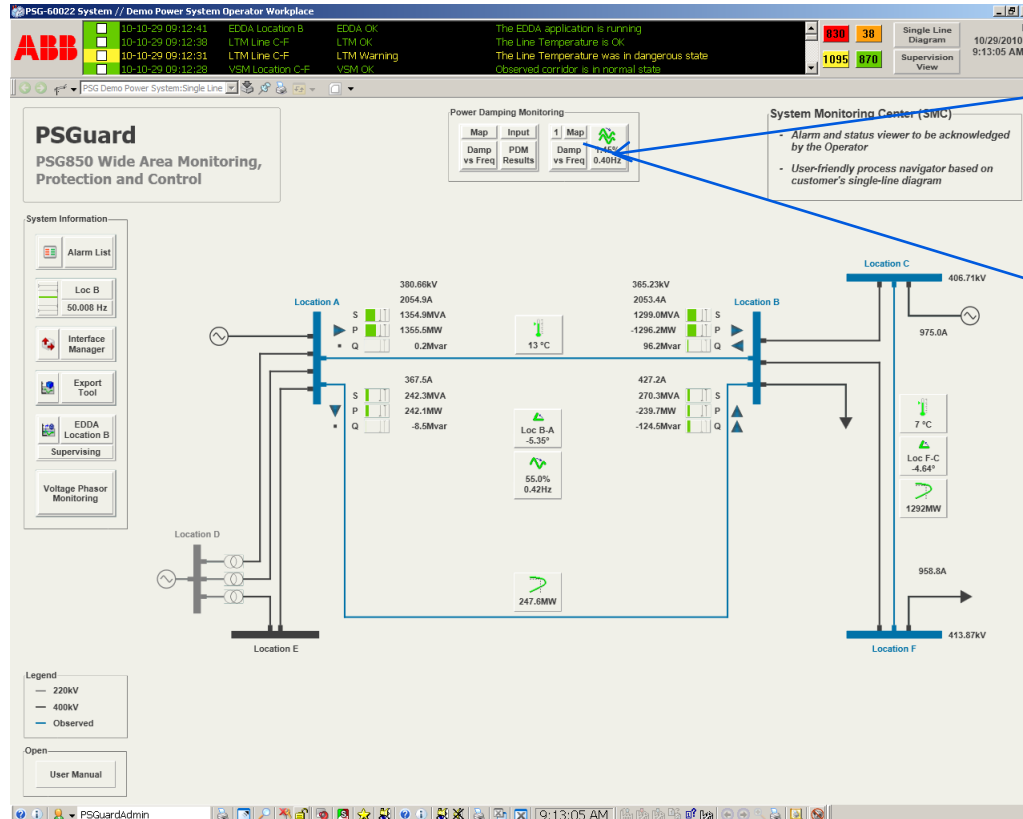 PSG-60022 System // Demo Power System Operator Workplace
ABB
10-10-29 09:12:41 EDDA Location B EDDA OK The EDDA application is running
10-10-29 09:12:38 LTM Line C-F LTM OK The Line Temperature is OK
10-10-29 09:12:31 LTM Line C-F LTM Warning The Line Temperature was in dangerous state
10-10-29 09:12:28 VSM Location C-F VSM OK Observed corridor is in normal state
830 38
1095 870
Single Line Diagram
Supervision View
10/29/2010
9:13:05 AM
PSG Demo Power System:Single Line
PSGuard
PSG850 Wide Area Monitoring,
Protection and Control
Power Damping Monitoring
Map Input 1 Map
Damp vs Freq PDM Results Damp vs Freq 1.45%
0.40Hz
System Monitoring Center (SMC)
- Alarm and status viewer to be acknowledged
by the Operator
- User-friendly process navigator based on
customer's single-line diagram
System Information
Alarm List
Loc B
50.008 Hz
Interface Manager
Export Tool
EDDA Location B
Supervising
Voltage Phasor Monitoring
Location A
380.66kV
2054.9A
S 1354.9MVA
P 1355.5MW
Q 0.2Mvar
367.5A
S 242.3MVA
P 242.1MW
Q -8.5Mvar
13 °C
Loc B-A
-5.35°
55.0%
0.42Hz
247.6MW
Location B
365.23kV
2053.4A
1299.0MVA S
-1296.2MW P
96.2Mvar Q
427.2A
270.3MVA S
-239.7MW P
-124.5Mvar Q
Location C
406.71kV
975.0A
7 °C
Loc F-C
-4.64°
1292MW
958.8A
413.87kV
Location F
Location D
Location E
Legend
220kV
400kV
Observed
Open
User Manual
PSGuardAdmin
9:13:05 AM